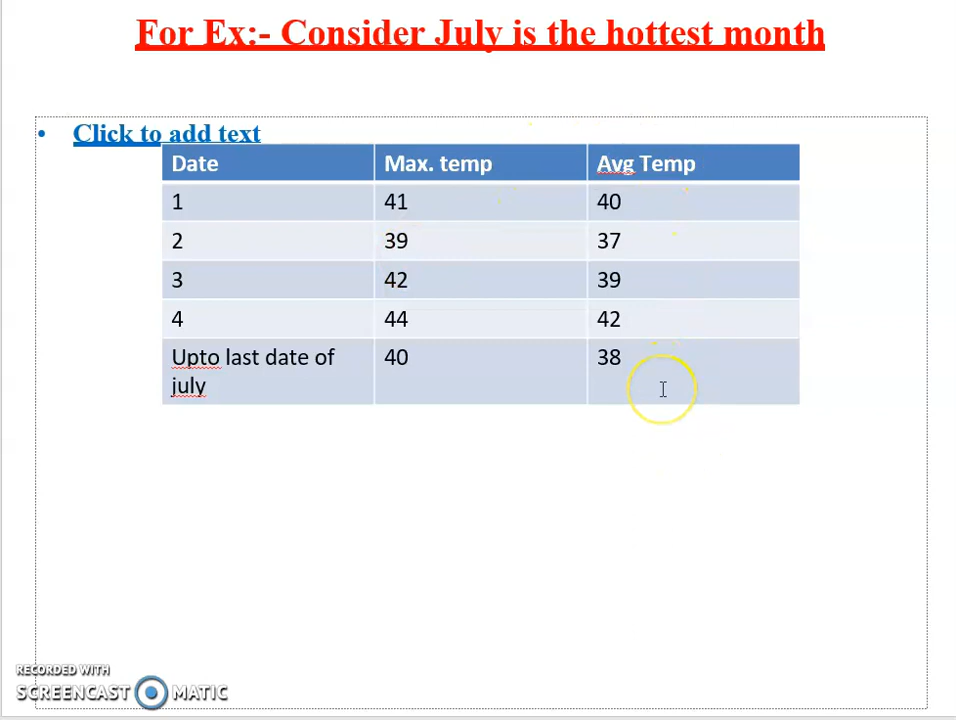 For Ex:- Consider July is the hottest month
• Click to add text
Date Max. temp Avg Temp
1 41 40
2 39 37
3 42 39
4 44 42
Upto last date of 40 38
july
RECORDED WITH
SCREENCAST MATIC